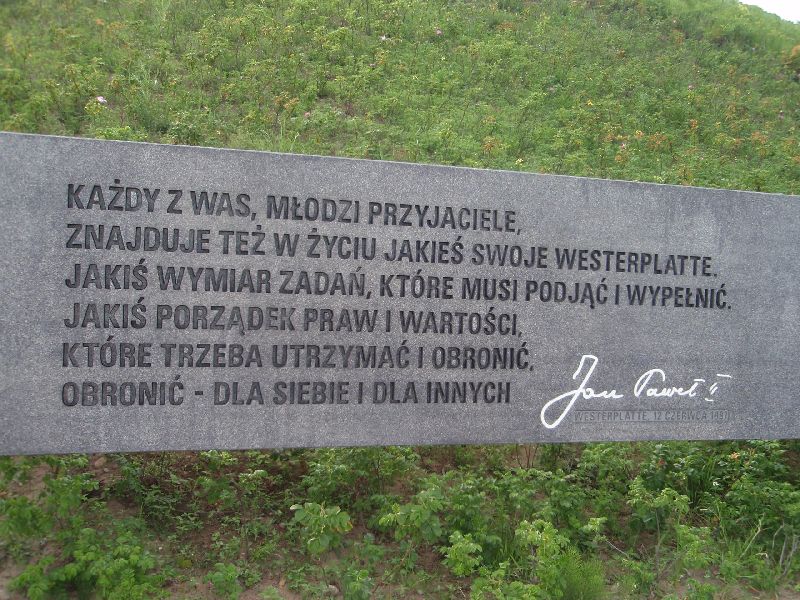 KAŻDY Z WAS, MŁODZI PRZYJACIELE,
ZNAJDUJE TEŻ W ŻYCIU JAKIEŚ SWOJE WESTERPLATTE.
JAKIŚ WYMIAR ZADAŃ, KTÓRE MUSI PODJĄĆ I WYPEŁNIĆ.
JAKIŚ PORZĄDEK PRAW I WARTOŚCI,
KTÓRE TRZEBA UTRZYMAĆ I OBRONIĆ.
OBRONIĆ - DLA SIEBIE I DLA INNYCH
Jan Paweł II
WESTERPLATTE, 12 CZERWCA 1987